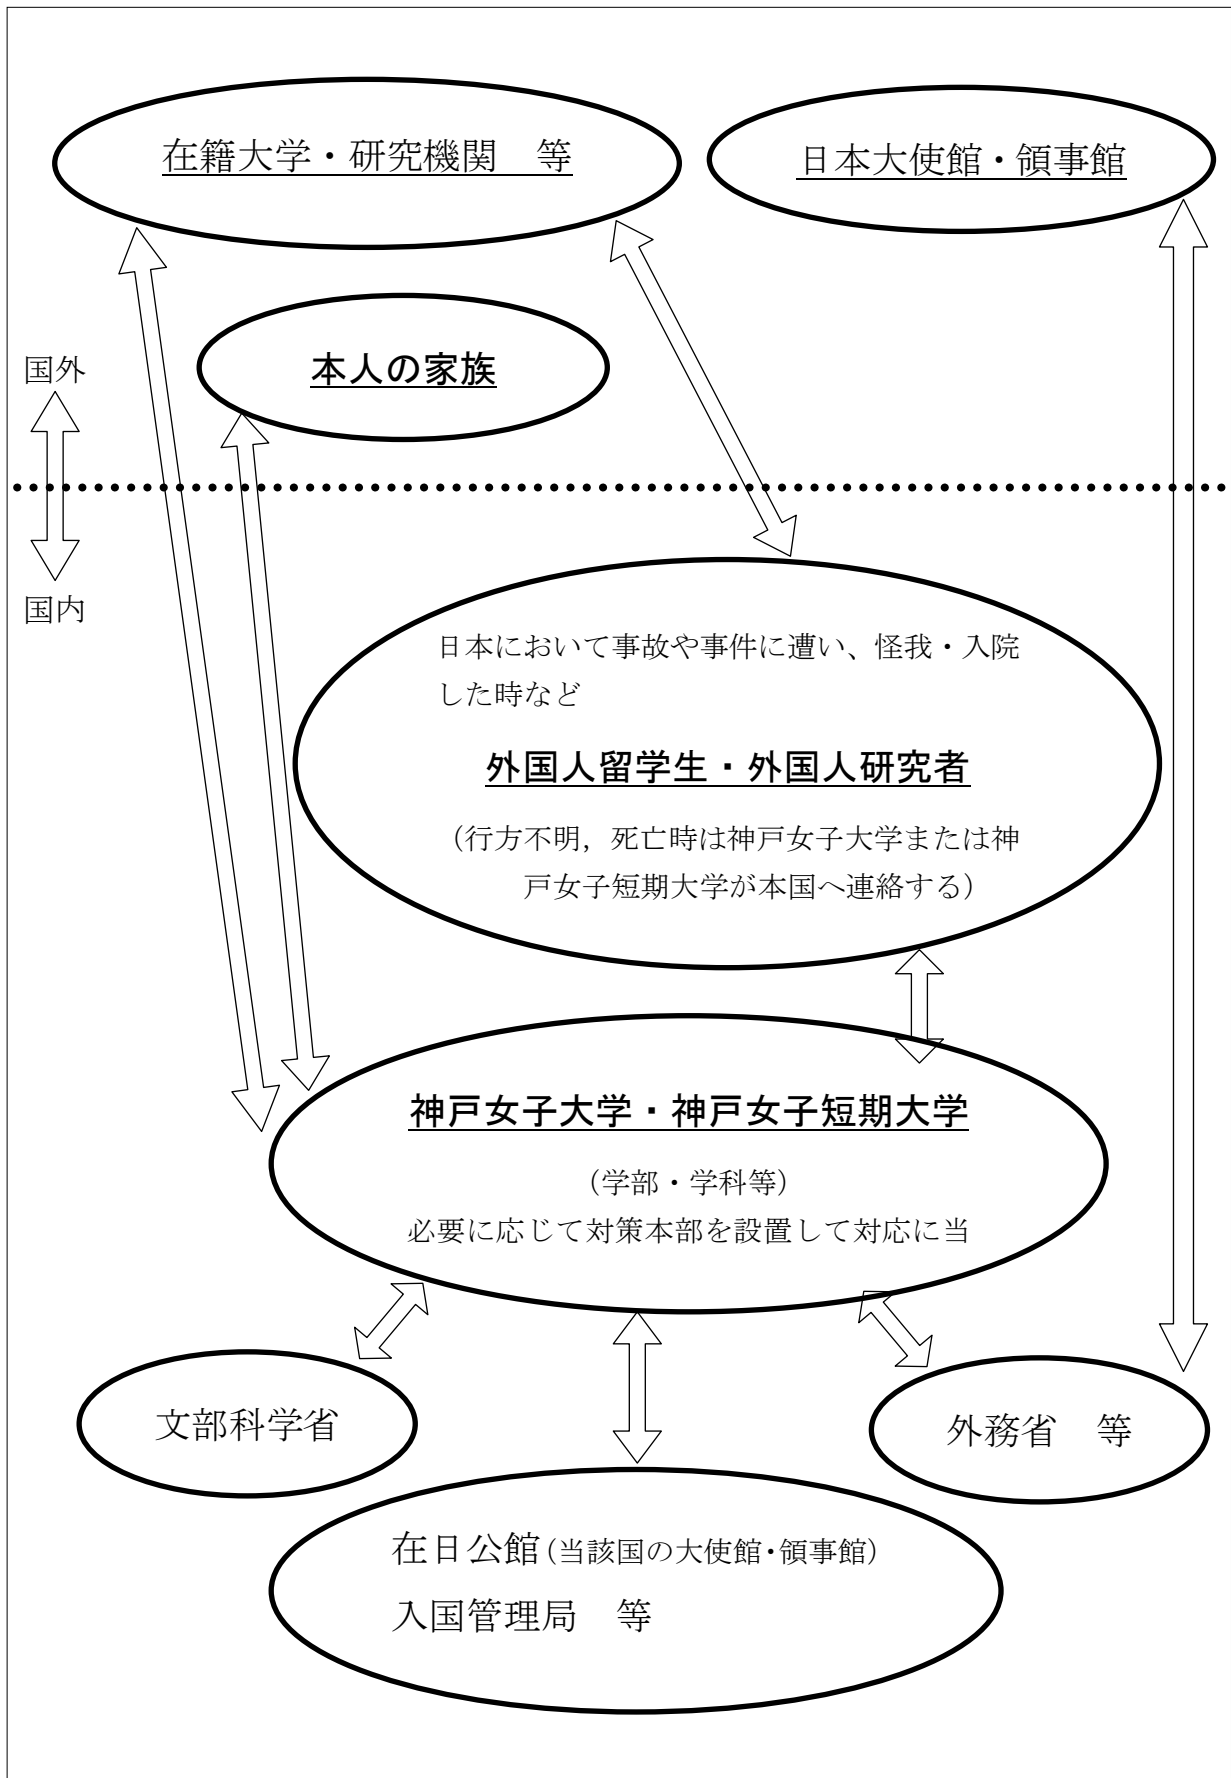 在籍大学・研究機関　等
日本大使館・領事館
本人の家族
国外
国内
日本において事故や事件に遭い、怪我・入院
した時など
外国人留学生・外国人研究者
（行方不明，死亡時は神戸女子大学または神
戸女子短期大学が本国へ連絡する）
神戸女子大学・神戸女子短期大学
（学部・学科等）
必要に応じて対策本部を設置して対応に当
文部科学省
外務省　等
在日公館（当該国の大使館・領事館）
入国管理局　等